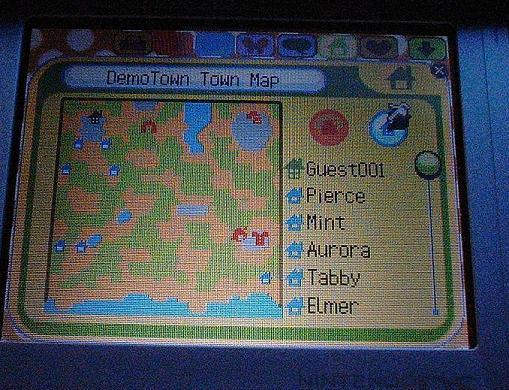 DemoTown Town Map
Guest001
Pierce
Mint
Aurora
Tabby
Elmer